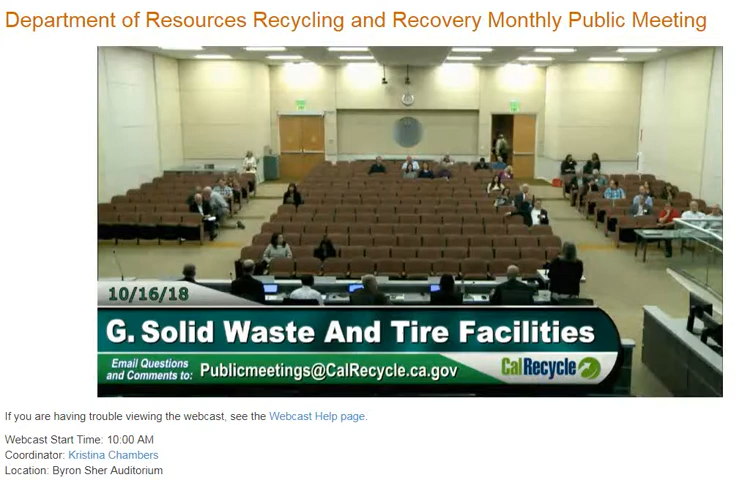 Department of Resources Recycling and Recovery Monthly Public Meeting
10/16/18
G. Solid Waste And Tire Facilities
Email Questions
and Comments to: Publicmeetings@CalRecycle.ca.gov
CalRecycle
If you are having trouble viewing the webcast, see the Webcast Help page.
Webcast Start Time: 10:00 AM
Coordinator: Kristina Chambers
Location: Byron Sher Auditorium